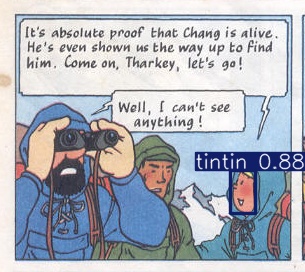 It's absolute proof that Chang is alive.
He's even shown us the way up to find
him. Come on, Tharkey, let's go!
Well, I can't see
anything!
tintin 0.88